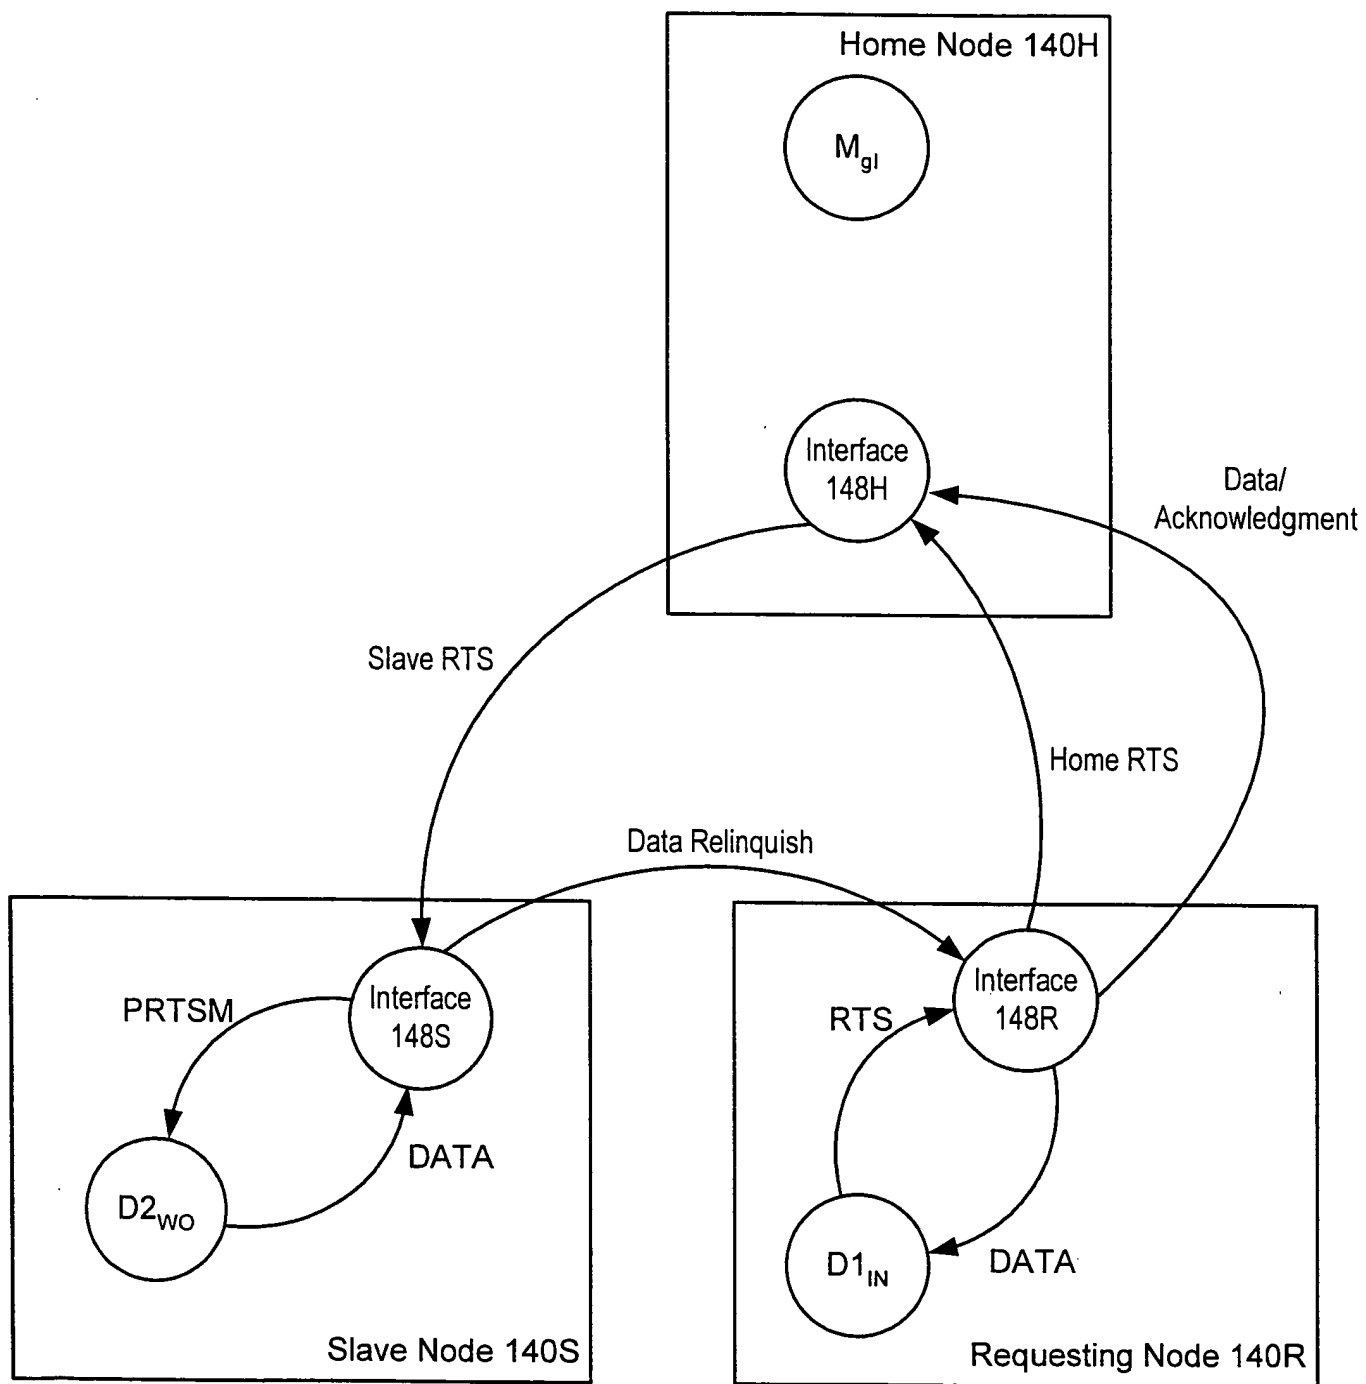 Home Node 140H
M_gl
Interface
148H
Data/
Acknowledgment
Slave RTS
Home RTS
Data Relinquish
Interface
148S
PRTSM
DATA
D2_WO
Slave Node 140S
Interface
148R
RTS
DATA
D1_IN
Requesting Node 140R